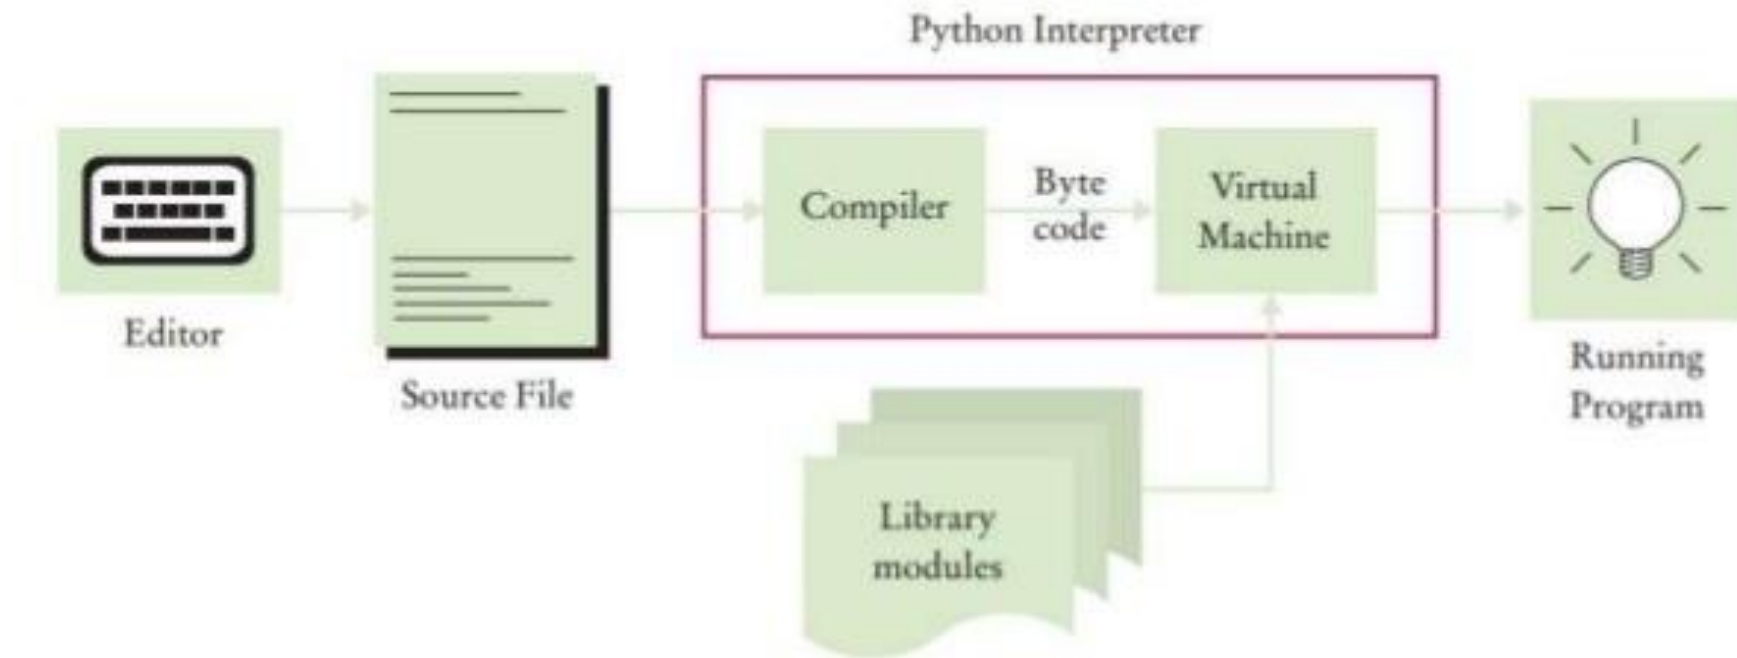 Python Interpreter
Editor
Source File
Compiler
Byte
code
Virtual
Machine
Running
Program
Library
modules